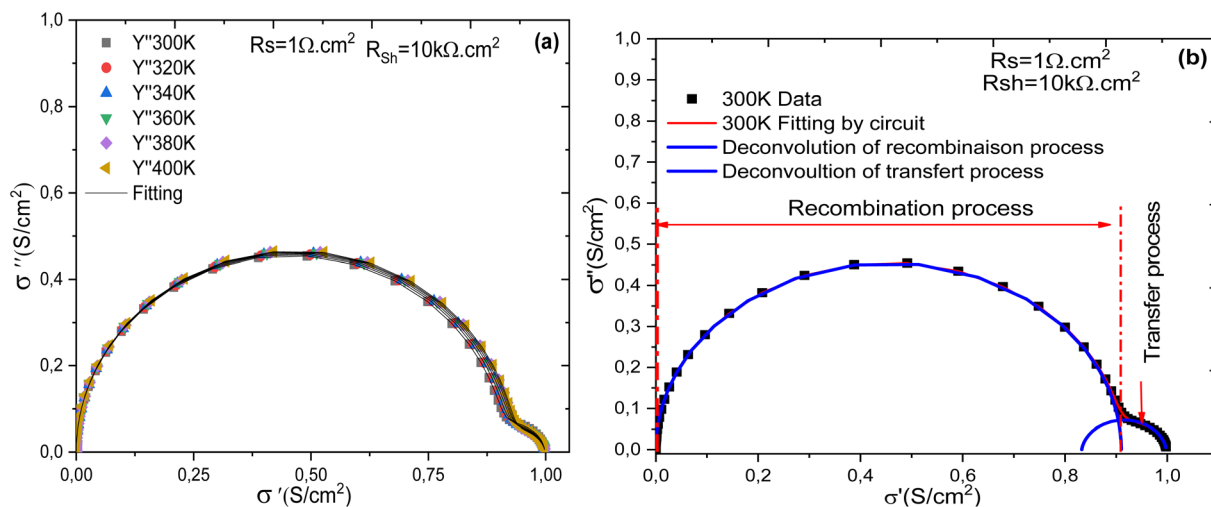 (a)
Rs=1Ω.cm²
R_Sh=10kΩ.cm²
Y"300K
Y"320K
Y"340K
Y"360K
Y"380K
Y"400K
Fitting
1,0
0,8
0,6
0,4
0,2
0,0
σ ''(S/cm²)
0,00
0,25
0,50
0,75
1,00
σ '(S/cm²)
(b)
Rs=1Ω.cm²
Rsh=10kΩ.cm²
300K Data
300K Fitting by circuit
Deconvolution of recombinaison process
Deconvoultion of transfert process
Recombination process
Transfer process
1,0
0,9
0,8
0,7
0,6
0,5
0,4
0,3
0,2
0,1
0,0
σ''(S/cm²)
0,0
0,2
0,4
0,6
0,8
1,0
σ'(S/cm²)